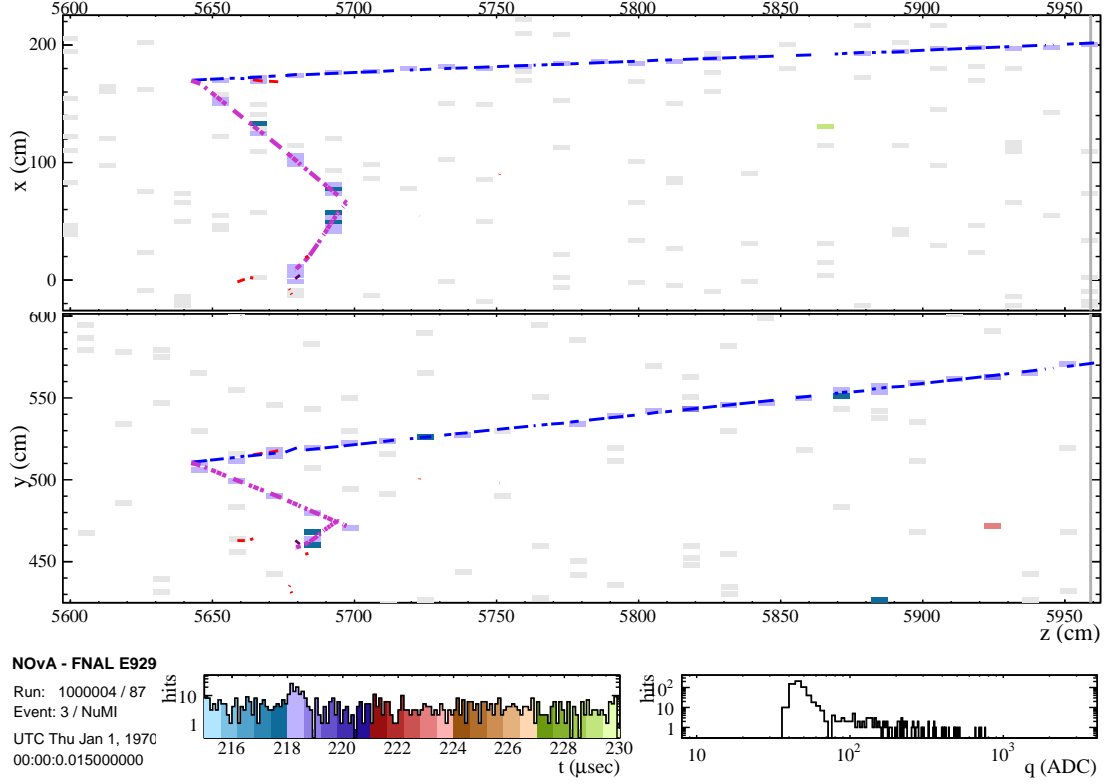 5600 5650 5700 5750 5800 5850 5900 5950
200
100
0
x (cm)
600
550
500
450
y (cm)
5600 5650 5700 5750 5800 5850 5900 5950
z (cm)
NOvA - FNAL E929
Run: 1000004 / 87
Event: 3 / NuMI
UTC Thu Jan 1, 1970
00:00:0.015000000
hits
10
1
216 218 220 222 224 226 228 230
t (μsec)
hits
10²
10
1
10 10² 10³
q (ADC)